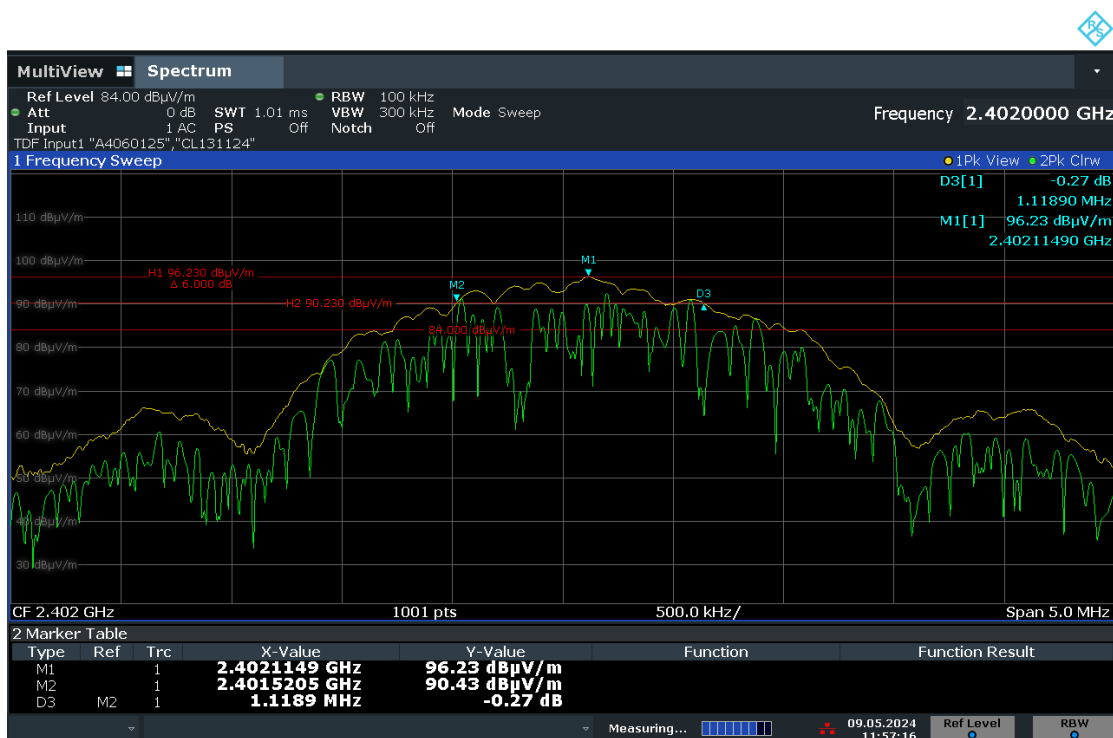 R S
MultiView Spectrum
Ref Level 84.00 dBµV/m RBW 100 kHz
Att 0 dB SWT 1.01 ms VBW 300 kHz Mode Sweep Frequency 2.4020000 GHz
Input 1 AC PS Off Notch Off
TDF Input1 "A4060125","CL131124"
1 Frequency Sweep 1Pk View 2Pk Clrw
D3[1] -0.27 dB
1.11890 MHz
110 dBµV/m M1[1] 96.23 dBµV/m
2.40211490 GHz
100 dBµV/m M1
H1 96.230 dBµV/m
Δ 6.000 dB M2
D3
90 dBµV/m H2 90.230 dBµV/m
84.000 dBµV/m
80 dBµV/m
70 dBµV/m
60 dBµV/m
50 dBµV/m
40 dBµV/m
30 dBµV/m
CF 2.402 GHz 1001 pts 500.0 kHz/ Span 5.0 MHz
2 Marker Table
Type Ref Trc X-Value Y-Value Function Function Result
M1 1 2.4021149 GHz 96.23 dBµV/m
M2 1 2.4015205 GHz 90.43 dBµV/m
D3 M2 1 1.1189 MHz -0.27 dB
Measuring... 09.05.2024 Ref Level RBW
11:57:16